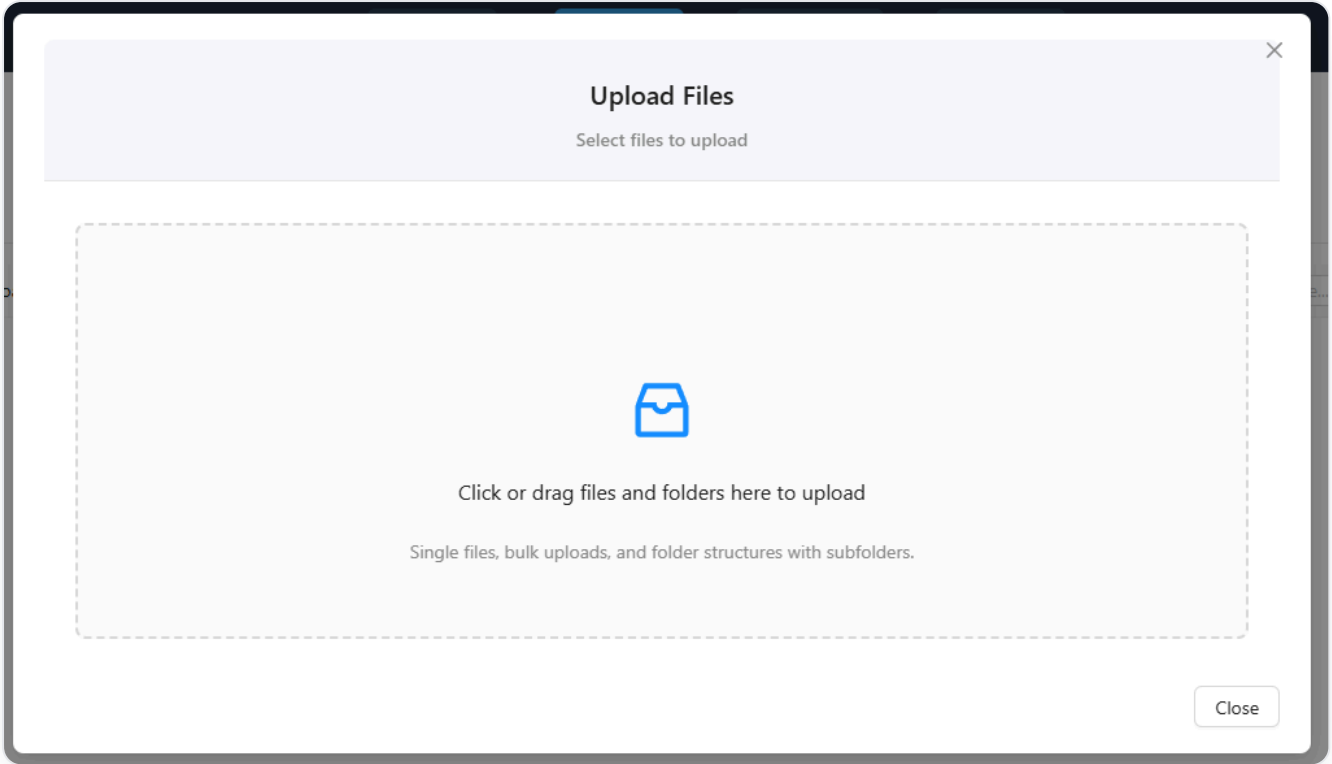 Upload Files
Select files to upload
Click or drag files and folders here to upload
Single files, bulk uploads, and folder structures with subfolders.
Close